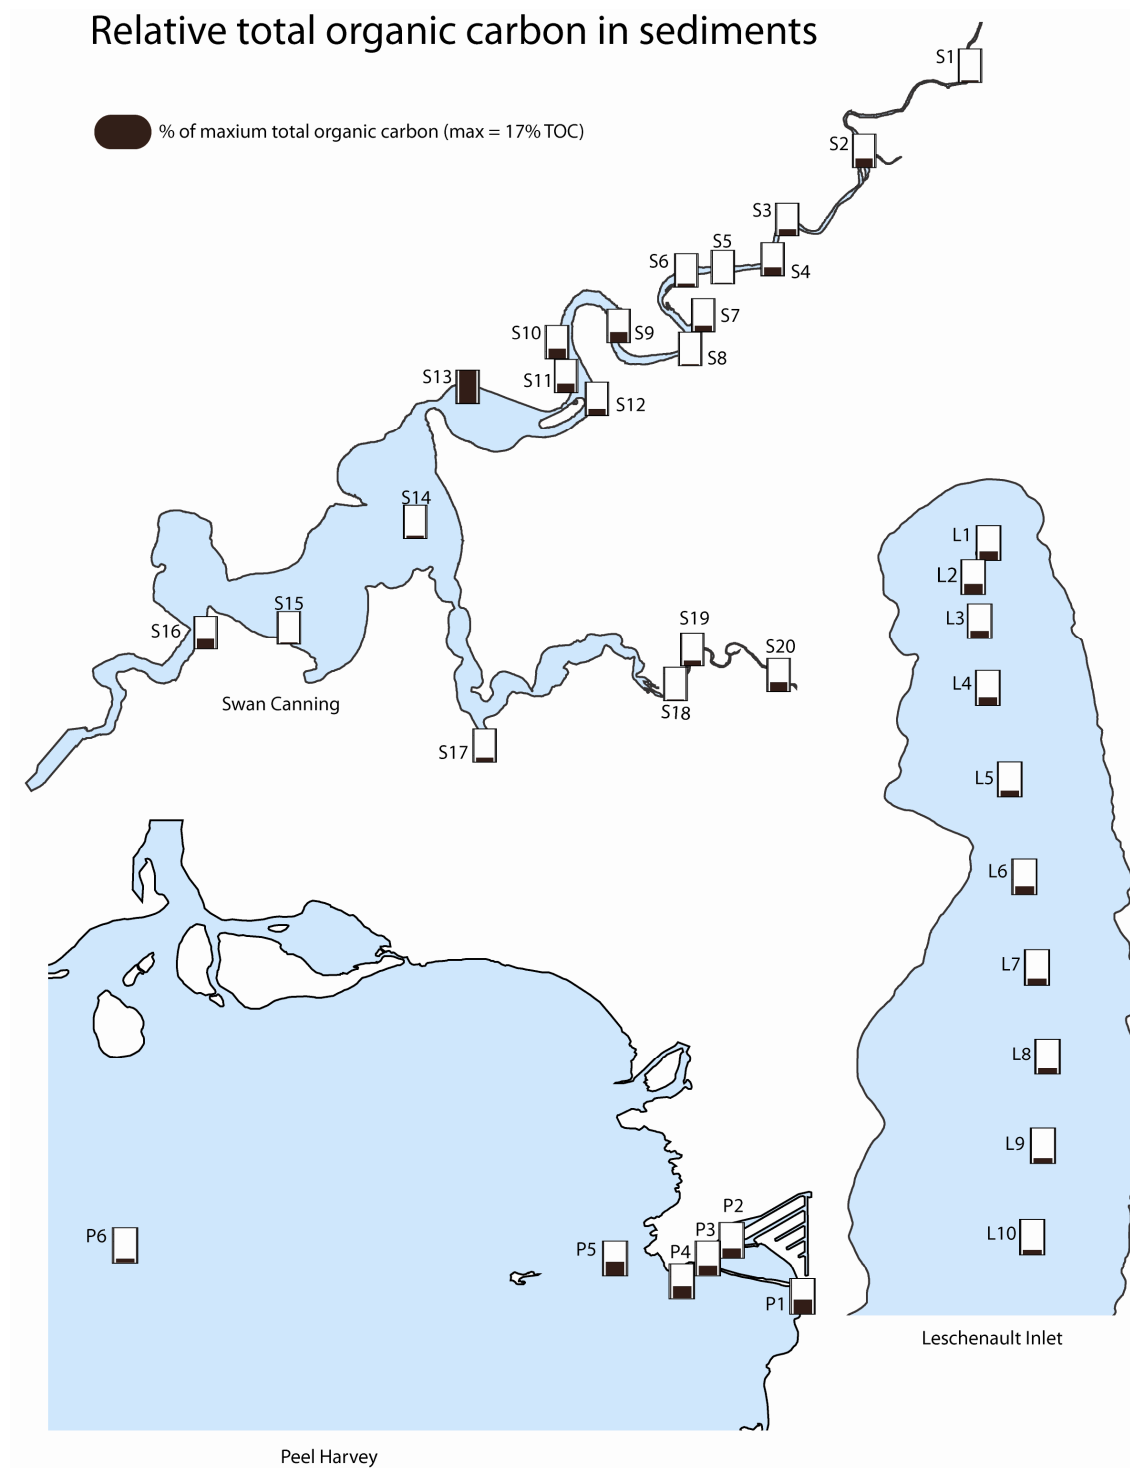 Relative total organic carbon in sediments
% of maxium total organic carbon (max = 17% TOC)
S1
S2
S3
S4
S5
S6
S7
S8
S9
S10
S11
S12
S13
S14
S15
S16
S17
S18
S19
S20
Swan Canning
L1
L2
L3
L4
L5
L6
L7
L8
L9
L10
Leschenault Inlet
P2
P3
P4
P5
P6
P1
Peel Harvey